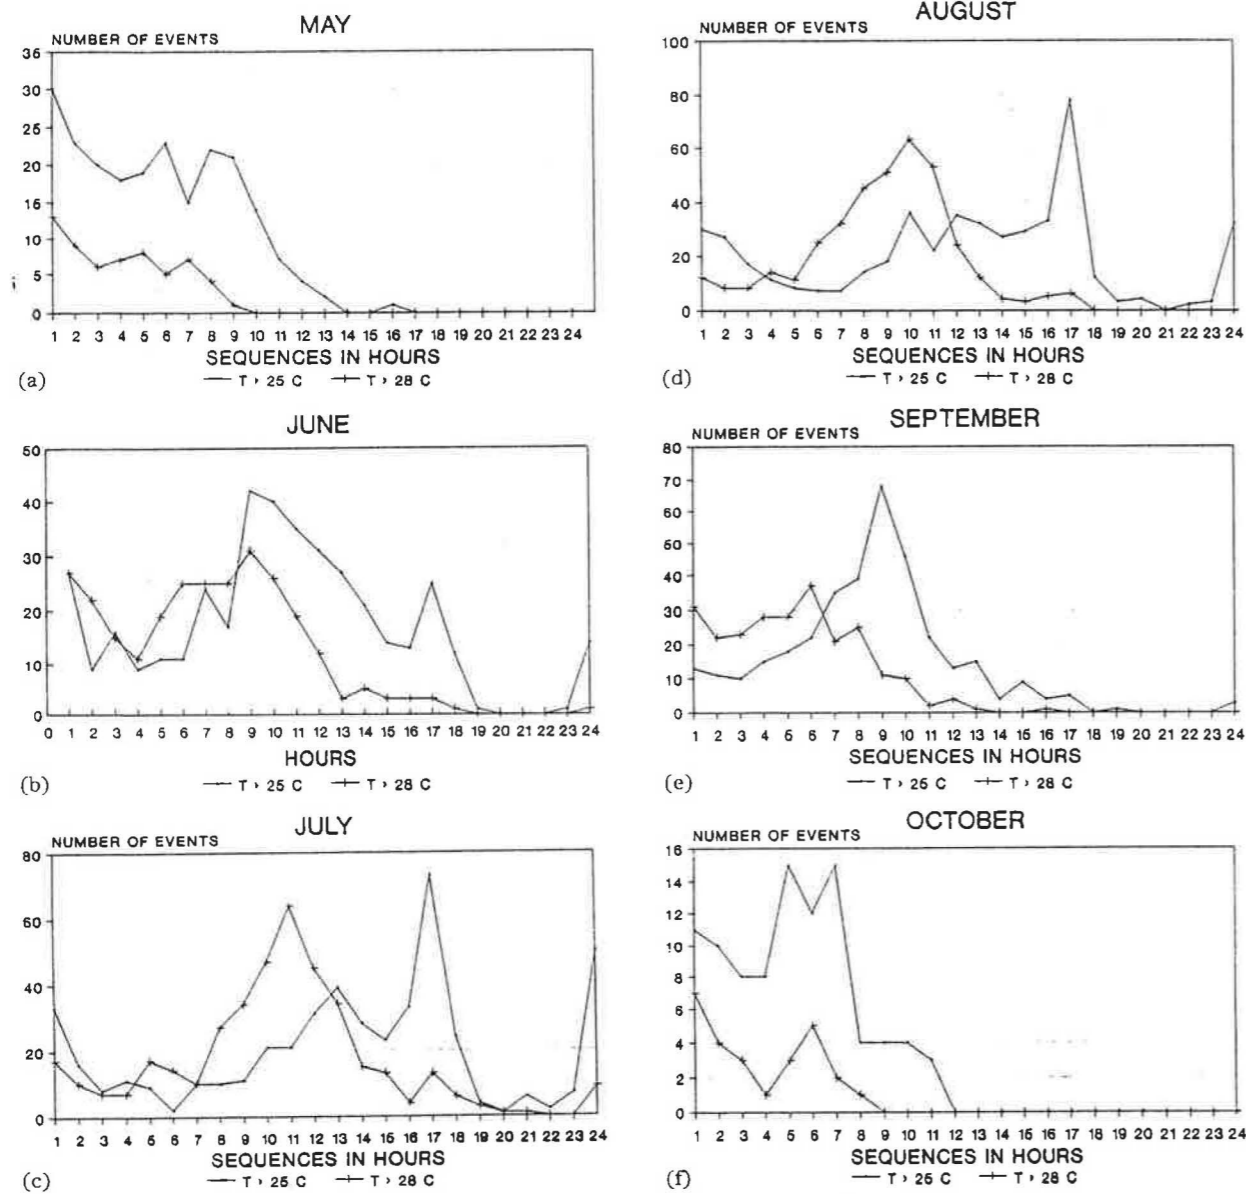 MAY
NUMBER OF EVENTS
36
30
25
20
15
10
5
0
1 2 3 4 5 6 7 8 9 10 11 12 13 14 15 16 17 18 19 20 21 22 23 24
SEQUENCES IN HOURS
(a)
T › 25 C T › 28 C
JUNE
50
40
30
20
10
0
0 1 2 3 4 5 6 7 8 9 10 11 12 13 14 15 16 17 18 19 20 21 22 23 24
HOURS
(b)
T › 25 C T › 28 C
JULY
NUMBER OF EVENTS
80
60
40
20
0
1 2 3 4 5 6 7 8 9 10 11 12 13 14 15 16 17 18 19 20 21 22 23 24
SEQUENCES IN HOURS
(c)
T › 25 C T › 28 C
AUGUST
NUMBER OF EVENTS
100
80
60
40
20
0
1 2 3 4 5 6 7 8 9 10 11 12 13 14 15 16 17 18 19 20 21 22 23 24
SEQUENCES IN HOURS
(d)
T › 25 C T › 28 C
SEPTEMBER
NUMBER OF EVENTS
80
70
60
50
40
30
20
10
0
1 2 3 4 5 6 7 8 9 10 11 12 13 14 15 16 17 18 19 20 21 22 23 24
SEQUENCES IN HOURS
(e)
T › 25 C T › 28 C
OCTOBER
NUMBER OF EVENTS
16
14
12
10
8
6
4
2
0
1 2 3 4 5 6 7 8 9 10 11 12 13 14 15 16 17 18 19 20 21 22 23 24
SEQUENCES IN HOURS
(f)
T › 25 C T › 28 C